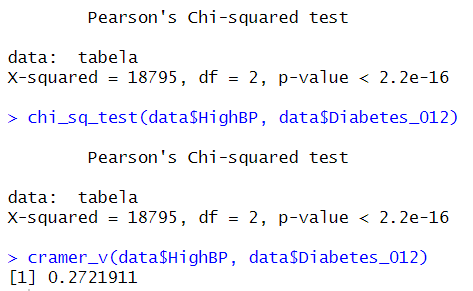 Pearson's Chi-squared test
data:  tabela
X-squared = 18795, df = 2, p-value < 2.2e-16
> chi_sq_test(data$HighBP, data$Diabetes_012)
Pearson's Chi-squared test
data:  tabela
X-squared = 18795, df = 2, p-value < 2.2e-16
> cramer_v(data$HighBP, data$Diabetes_012)
[1] 0.2721911